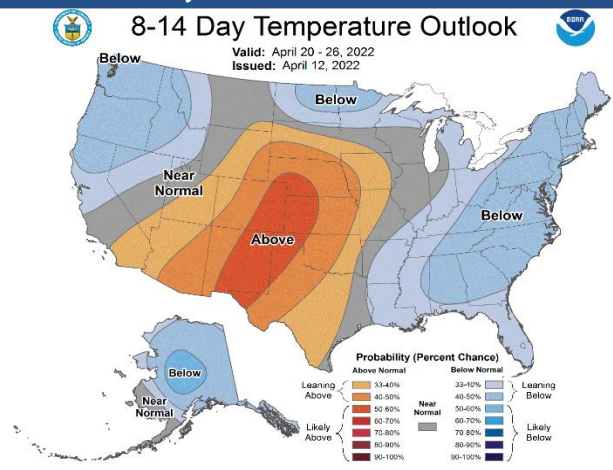 8-14 Day Temperature Outlook
Valid: April 20 - 26, 2022
Issued: April 12, 2022
NOAA
Below
Below
Near
Normal
Above
Below
Below
Near
Normal
Probability (Percent Chance)
Above Normal
Below Normal
Leaning
Above
33-40%
40-50%
Likely
Above
50-60%
60-70%
70-80%
80-90%
90-100%
Near
Normal
33-40%
40-50%
Leaning
Below
50-60%
60-70%
70-80%
80-90%
90-100%
Likely
Below